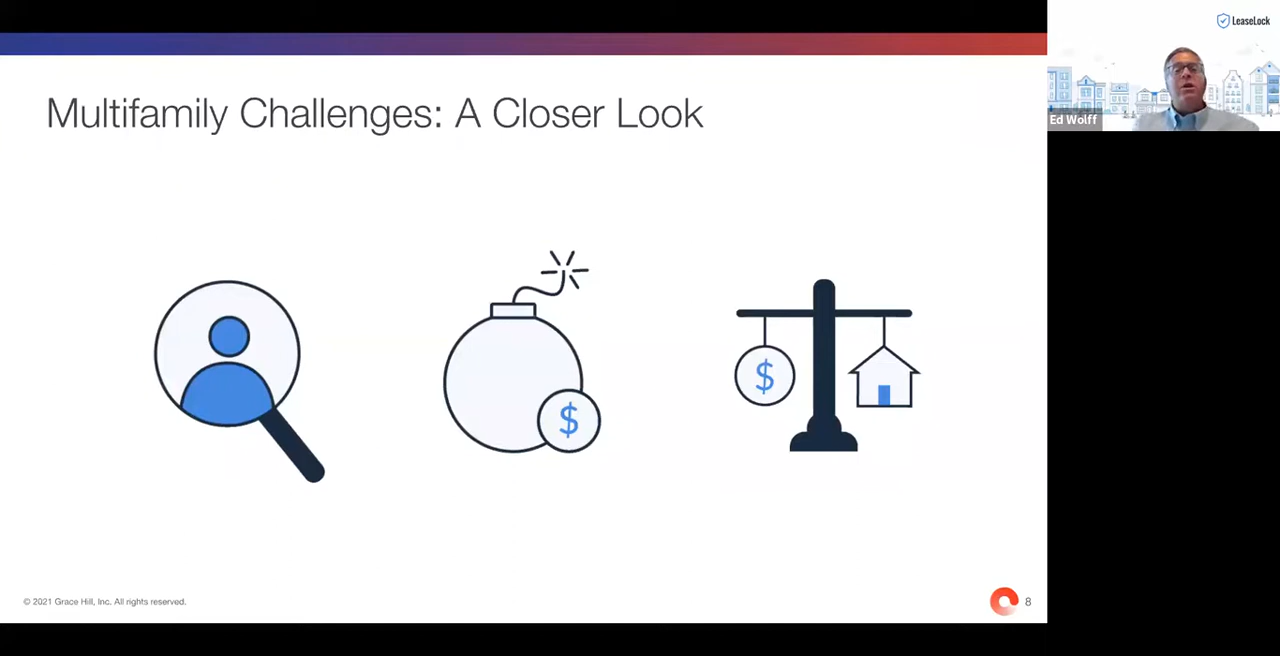 LeaseLock
Multifamily Challenges: A Closer Look
Ed Wolff
$
$
© 2021 Grace Hill, Inc. All rights reserved.
8